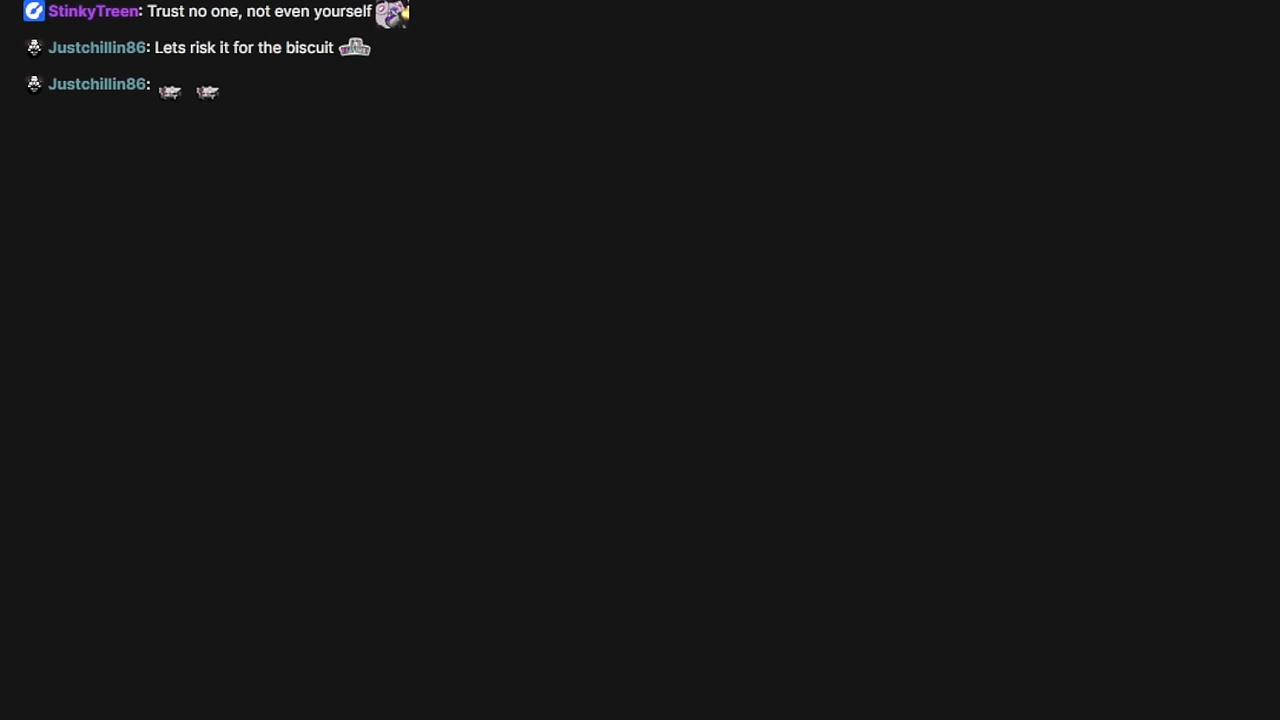 StinkyTreen: Trust no one, not even yourself
Justchillin86: Lets risk it for the biscuit
Justchillin86: